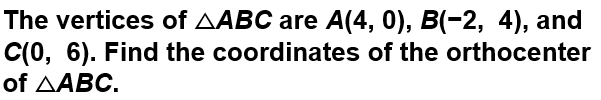 The vertices of △ABC are A(4, 0), B(−2, 4), and
C(0, 6). Find the coordinates of the orthocenter
of △ABC.